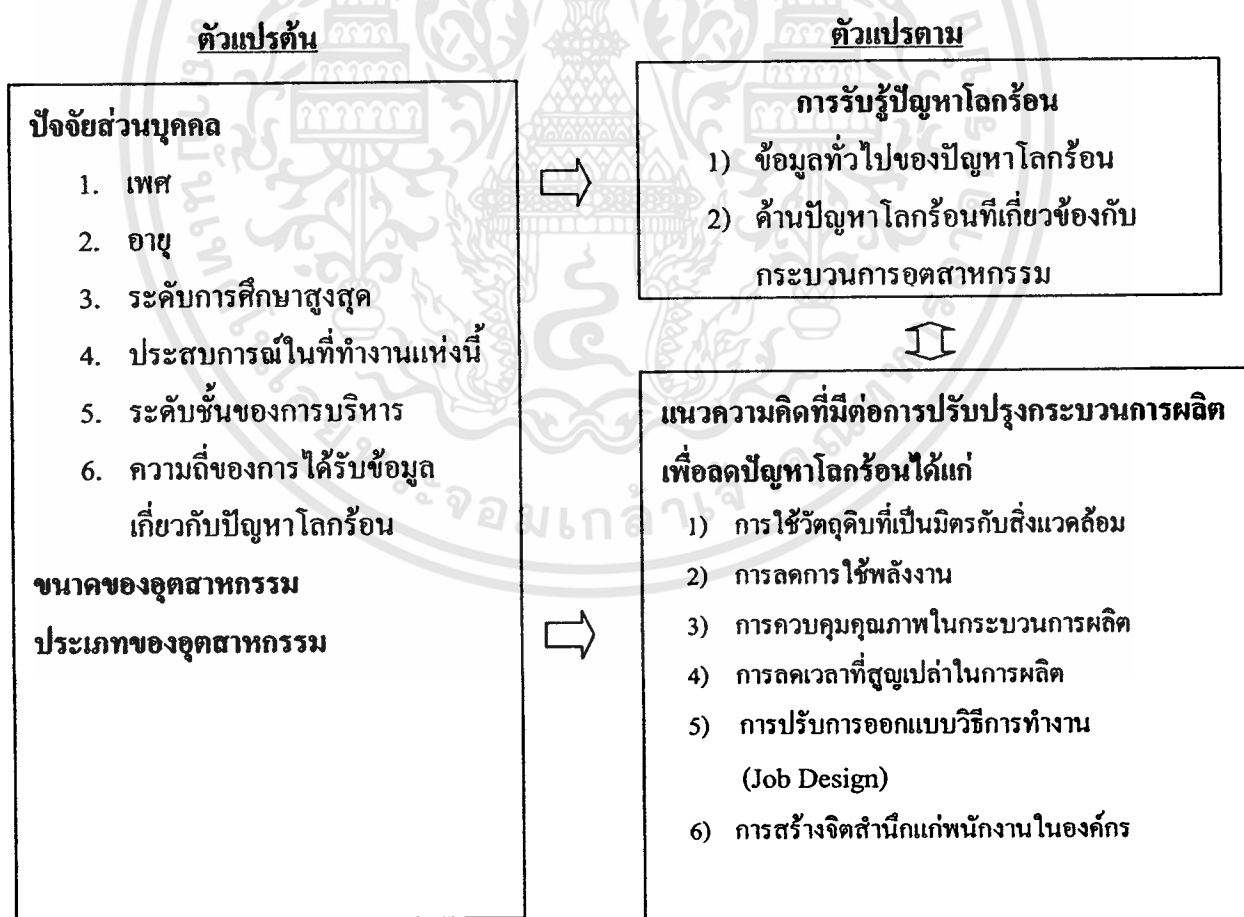 ตัวแปรต้น
ปัจจัยส่วนบุคคล
1. เพศ
2. อายุ
3. ระดับการศึกษาสูงสุด
4. ประสบการณ์ในที่ทำงานแห่งนี้
5. ระดับชั้นของการบริหาร
6. ความถี่ของการได้รับข้อมูล
เกี่ยวกับปัญหาโลกร้อน
ขนาดของอุตสาหกรรม
ประเภทของอุตสาหกรรม
ตัวแปรตาม
การรับรู้ปัญหาโลกร้อน
1) ข้อมูลทั่วไปของปัญหาโลกร้อน
2) ด้านปัญหาโลกร้อนที่เกี่ยวข้องกับ
กระบวนการอุตสาหกรรม
แนวความคิดที่มีต่อการปรับปรุงกระบวนการผลิต
เพื่อลดปัญหาโลกร้อนได้แก่
1) การใช้วัตถุดิบที่เป็นมิตรกับสิ่งแวดล้อม
2) การลดการใช้พลังงาน
3) การควบคุมคุณภาพในกระบวนการผลิต
4) การลดเวลาที่สูญเปล่าในการผลิต
5) การปรับการออกแบบวิธีการทำงาน
(Job Design)
6) การสร้างจิตสำนึกแก่พนักงานในองค์กร